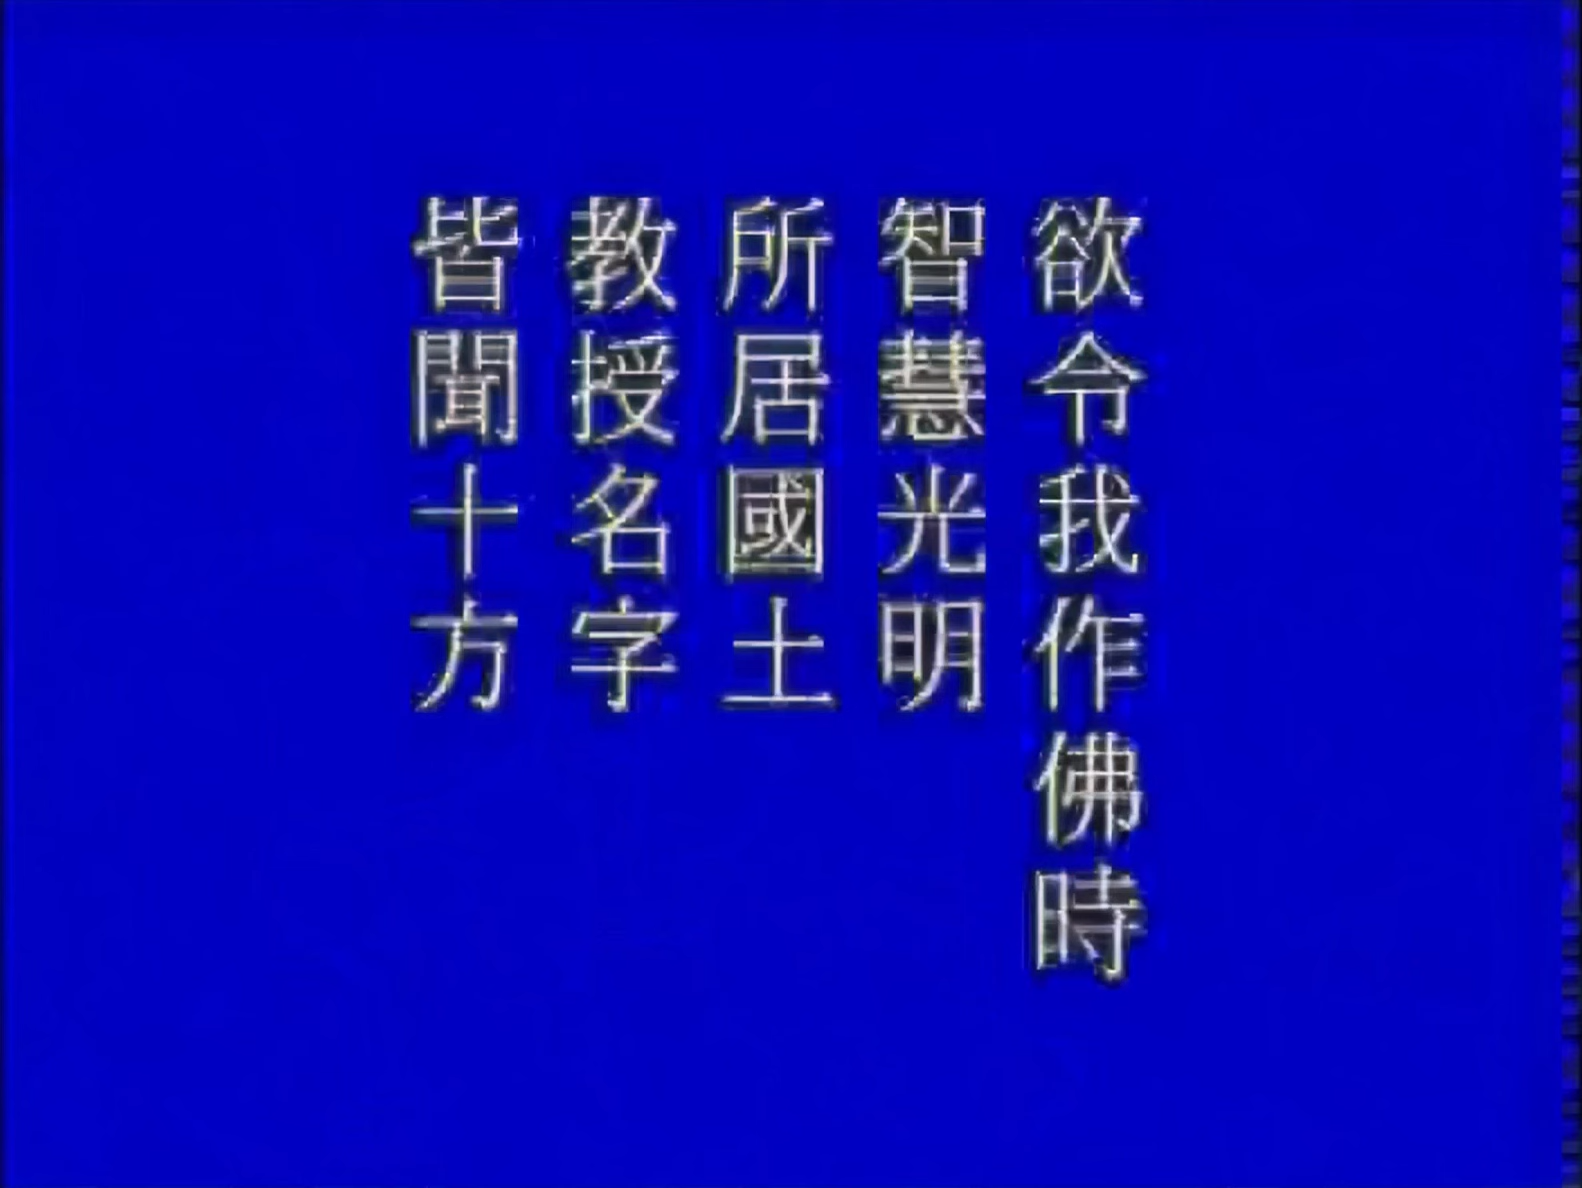 欲令我作佛時
智慧光明
所居國土
教授名字
皆聞十方